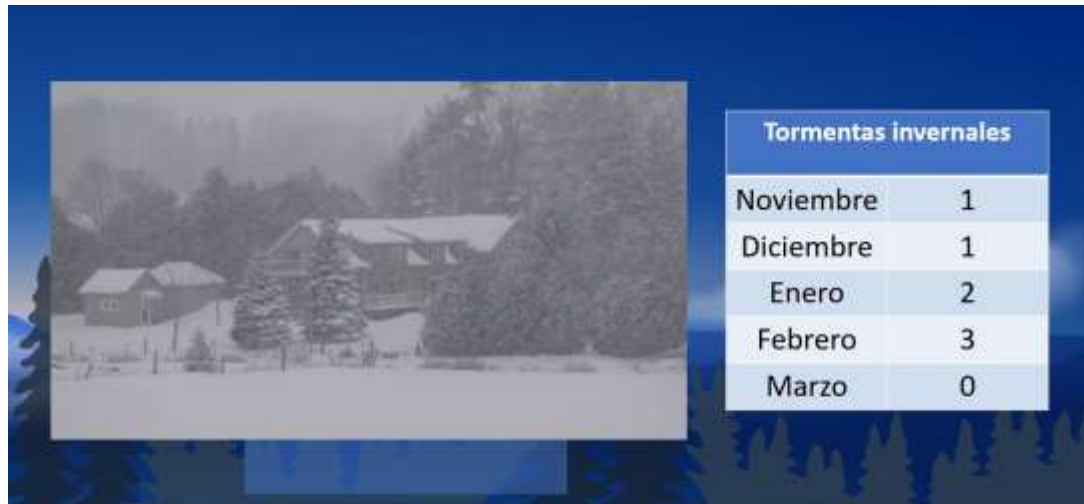 Tormentas invernales
Noviembre 1
Diciembre 1
Enero 2
Febrero 3
Marzo 0